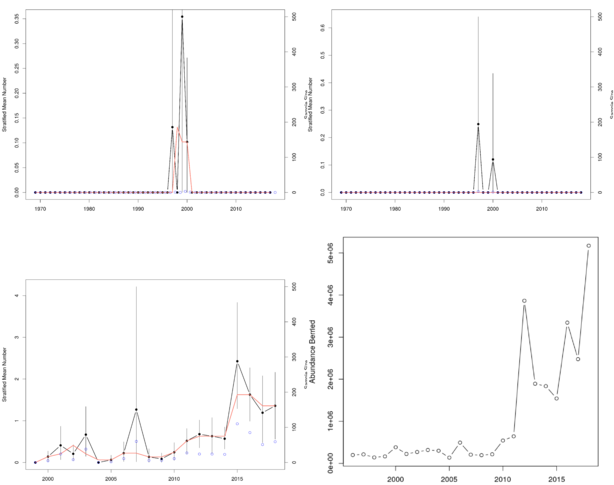 0.00 0.05 0.10 0.15 0.20 0.25 0.30 0.35
Stratified Mean Number
0 100 200 300 400 500
Sample Size
1970 1980 1990 2000 2010
0.0 0.1 0.2 0.3 0.4 0.5 0.6
Stratified Mean Number
0 100 200 300 400 500
Sample Size
1970 1980 1990 2000 2010
0 1 2 3 4
Stratified Mean Number
0 100 200 300 400 500
Sample Size
2000 2005 2010 2015
Abundance Berried
0e+00 1e+06 2e+06 3e+06 4e+06 5e+06
2000 2005 2010 2015